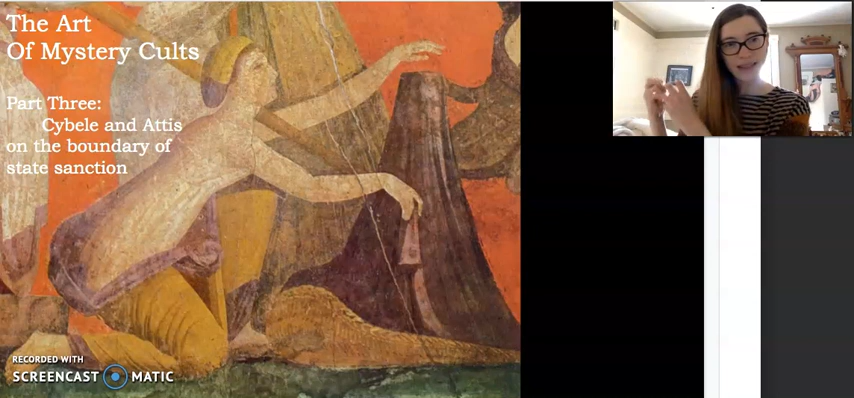 The Art
Of Mystery Cults
Part Three:
Cybele and Attis
on the boundary of
state sanction
RECORDED WITH
SCREENCAST MATIC